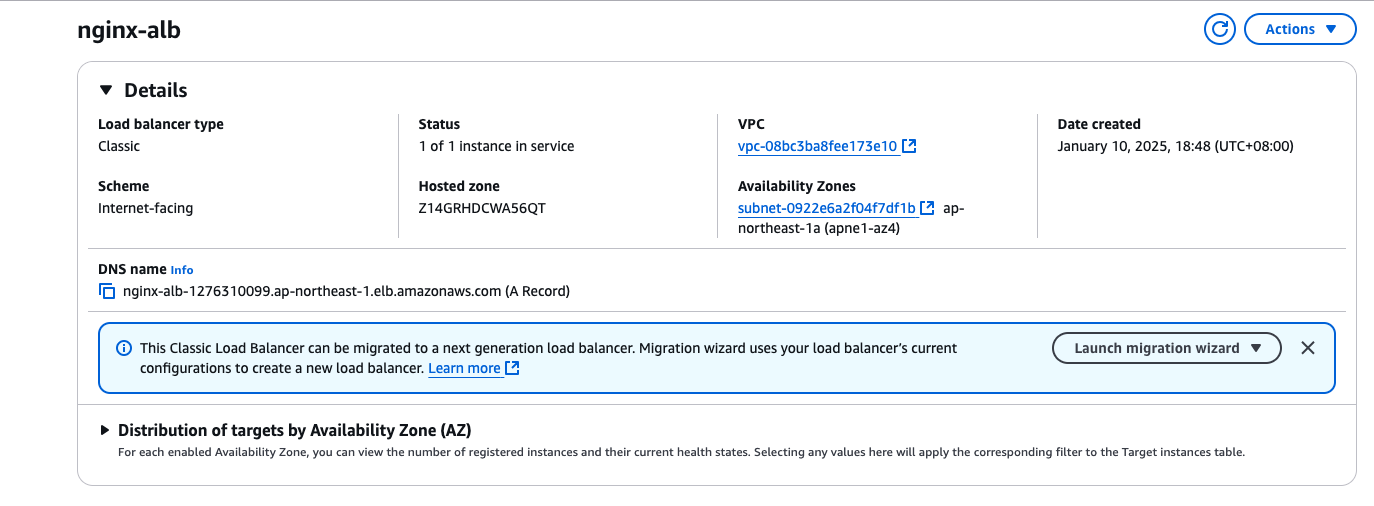 nginx-alb
Actions
Details
Load balancer type
Classic
Status
1 of 1 instance in service
VPC
vpc-08bc3ba8fee173e10
Date created
January 10, 2025, 18:48 (UTC+08:00)
Scheme
Internet-facing
Hosted zone
Z14GRHDCWA56QT
Availability Zones
subnet-0922e6a2f04f7df1b ap-
northeast-1a (apne1-az4)
DNS name Info
nginx-alb-1276310099.ap-northeast-1.elb.amazonaws.com (A Record)
This Classic Load Balancer can be migrated to a next generation load balancer. Migration wizard uses your load balancer’s current
configurations to create a new load balancer. Learn more
Launch migration wizard
Distribution of targets by Availability Zone (AZ)
For each enabled Availability Zone, you can view the number of registered instances and their current health states. Selecting any values here will apply the corresponding filter to the Target instances table.